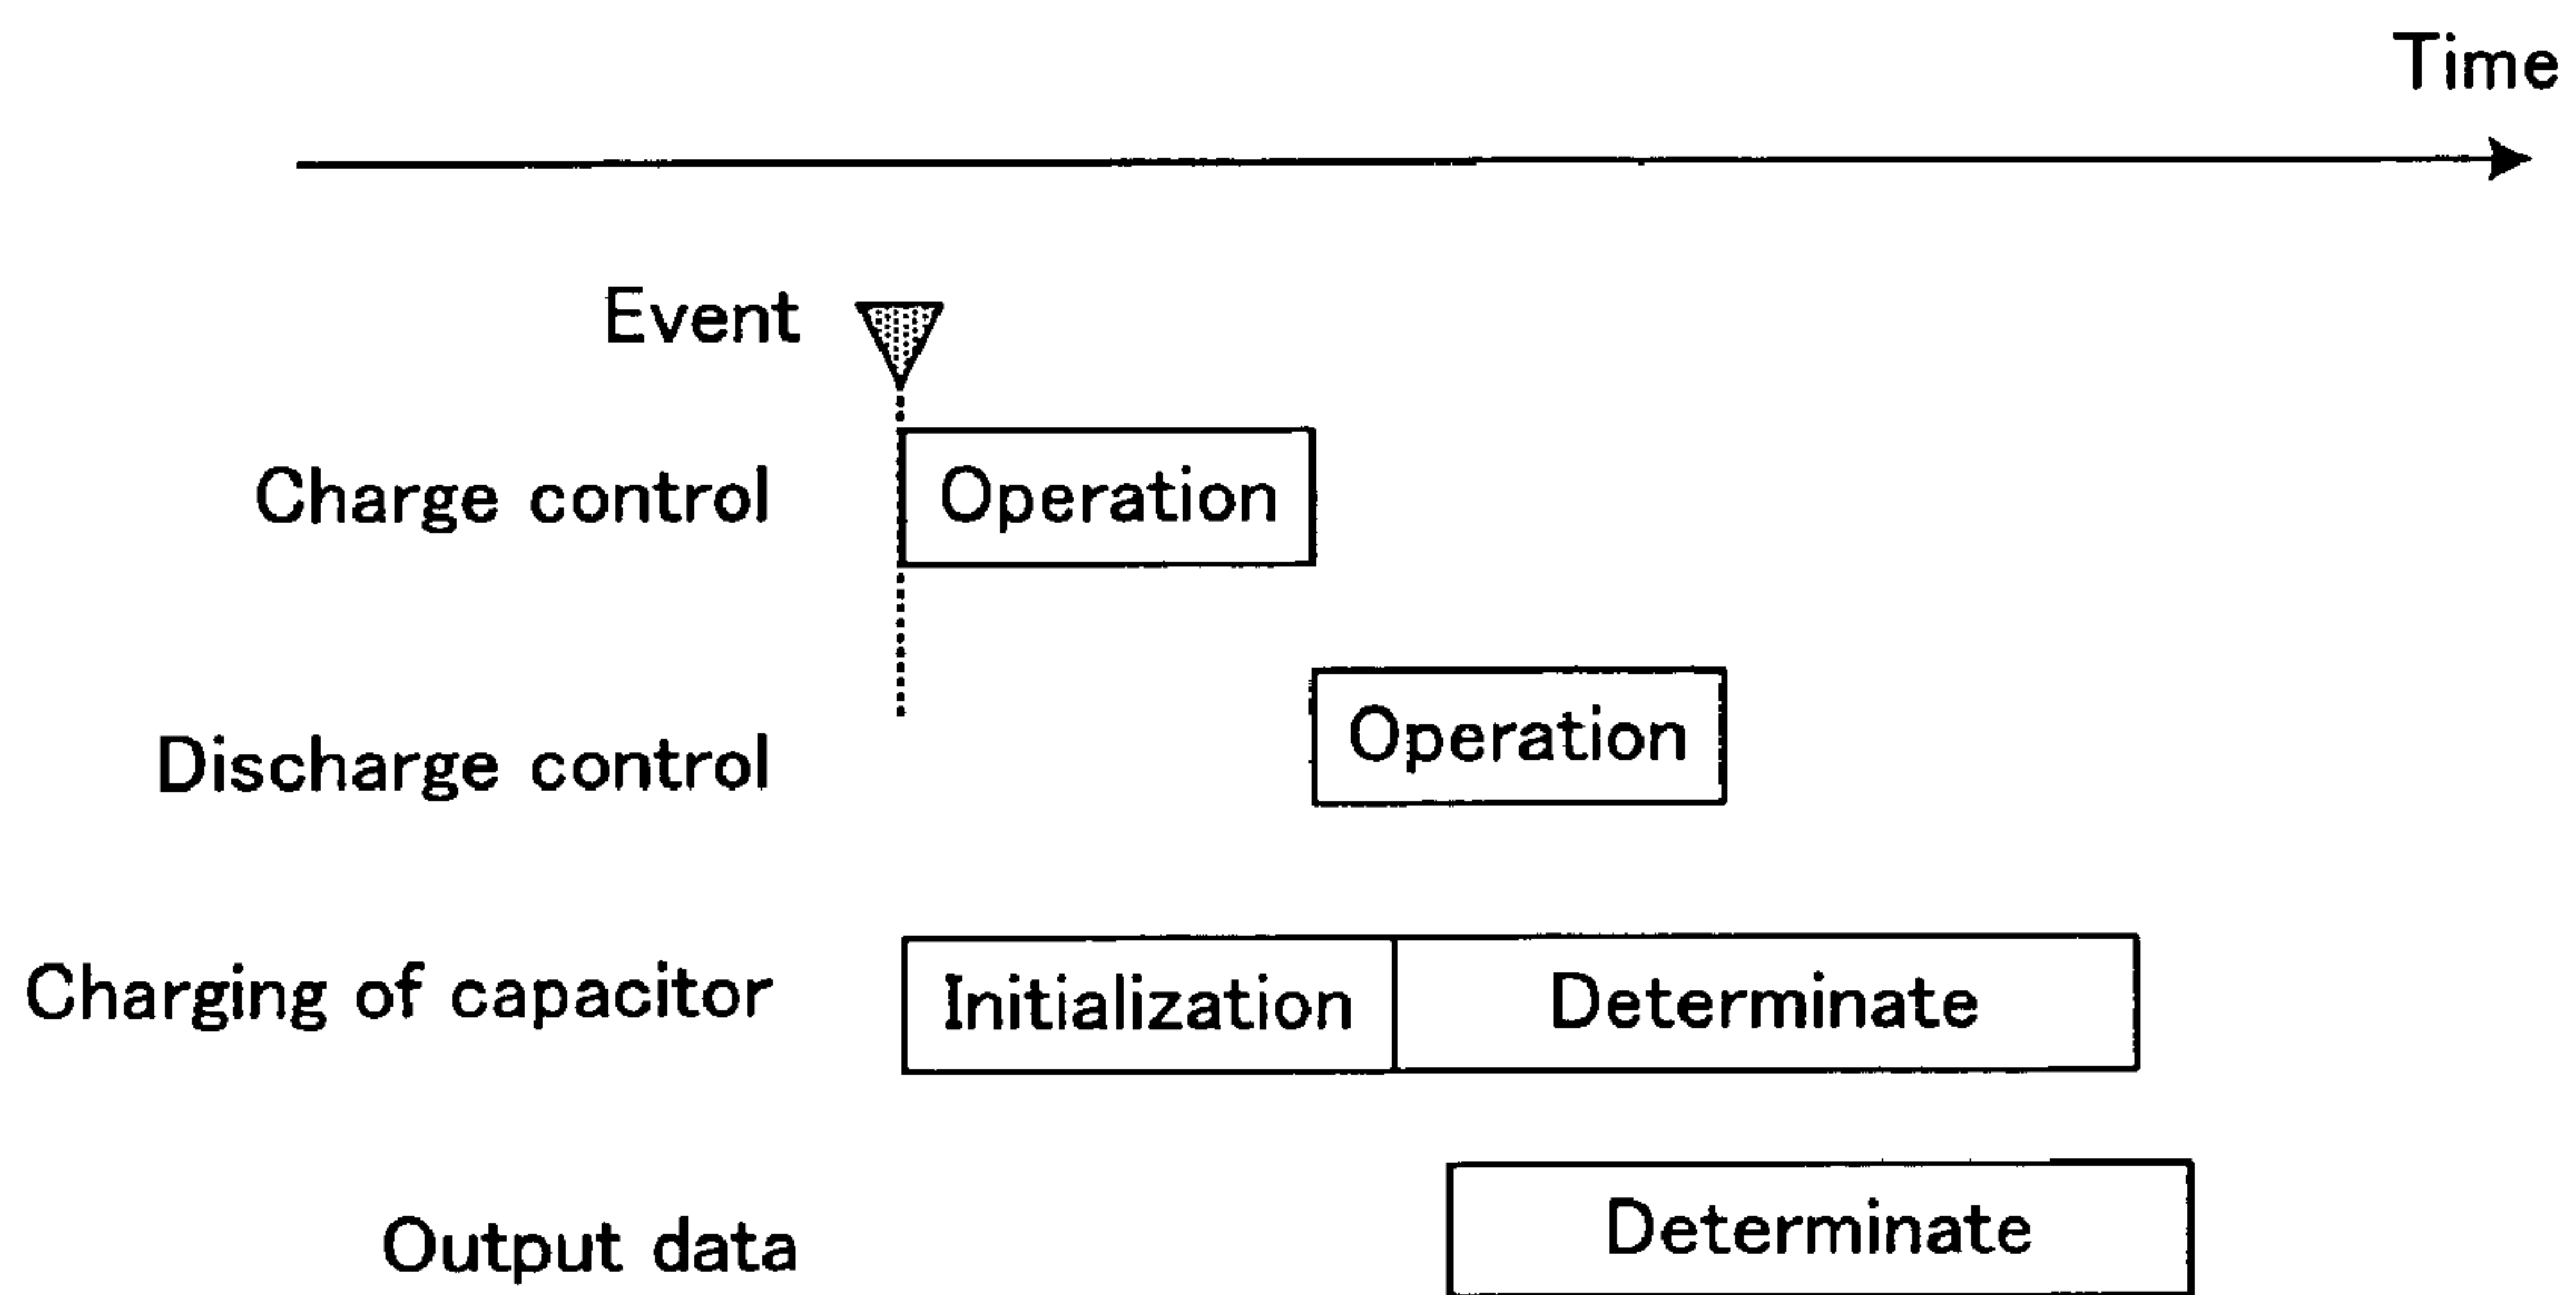 Time
Event
Charge control
Operation
Discharge control
Operation
Charging of capacitor
Initialization
Determinate
Output data
Determinate